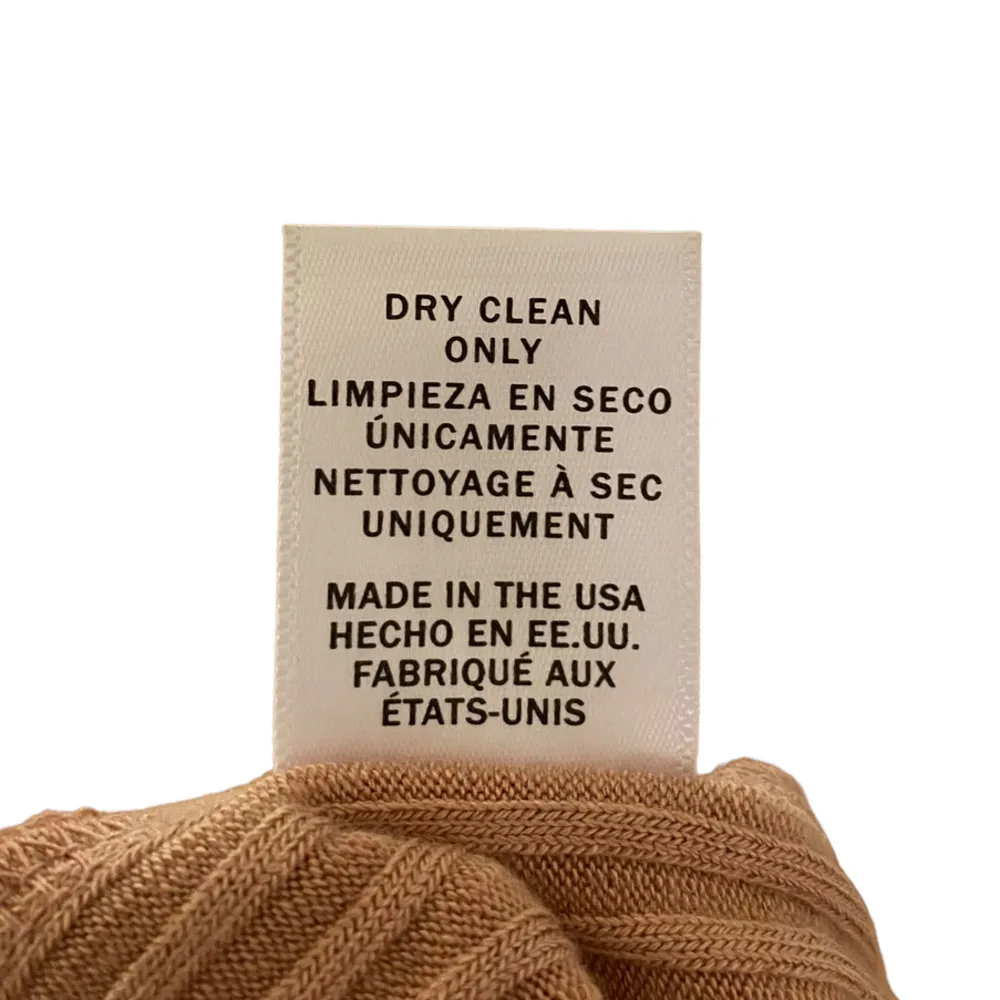 DRY CLEAN
ONLY
LIMPIEZA EN SECO
ÚNICAMENTE
NETTOYAGE À SEC
UNIQUEMENT
MADE IN THE USA
HECHO EN EE.UU.
FABRIQUÉ AUX
ÉTATS-UNIS